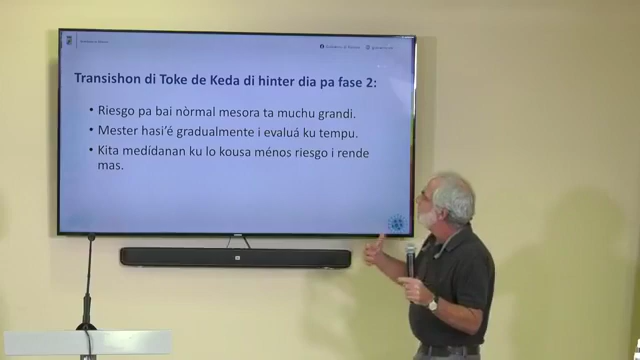 Transishon di Toke de Keda di hinter dia pa fase 2:
• Riesgo pa bai nòrmal mesora ta muchu grandi.
• Mester hasi'é gradualmente i evaluá ku tempu.
• Kita medídanan ku lo kousa ménos riesgo i rende
mas.